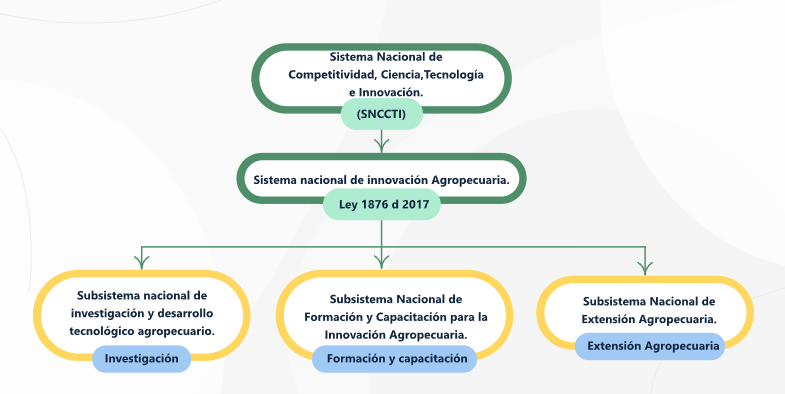 Sistema Nacional de
Competitividad, Ciencia,Tecnología
e Innovación.
(SNCCTI)
Sistema nacional de innovación Agropecuaria.
Ley 1876 d 2017
Subsistema nacional de
investigación y desarrollo
tecnológico agropecuario.
Investigación
Subsistema Nacional de
Formación y Capacitación para la
Innovación Agropecuaria.
Formación y capacitación
Subsistema Nacional de
Extensión Agropecuaria.
Extensión Agropecuaria